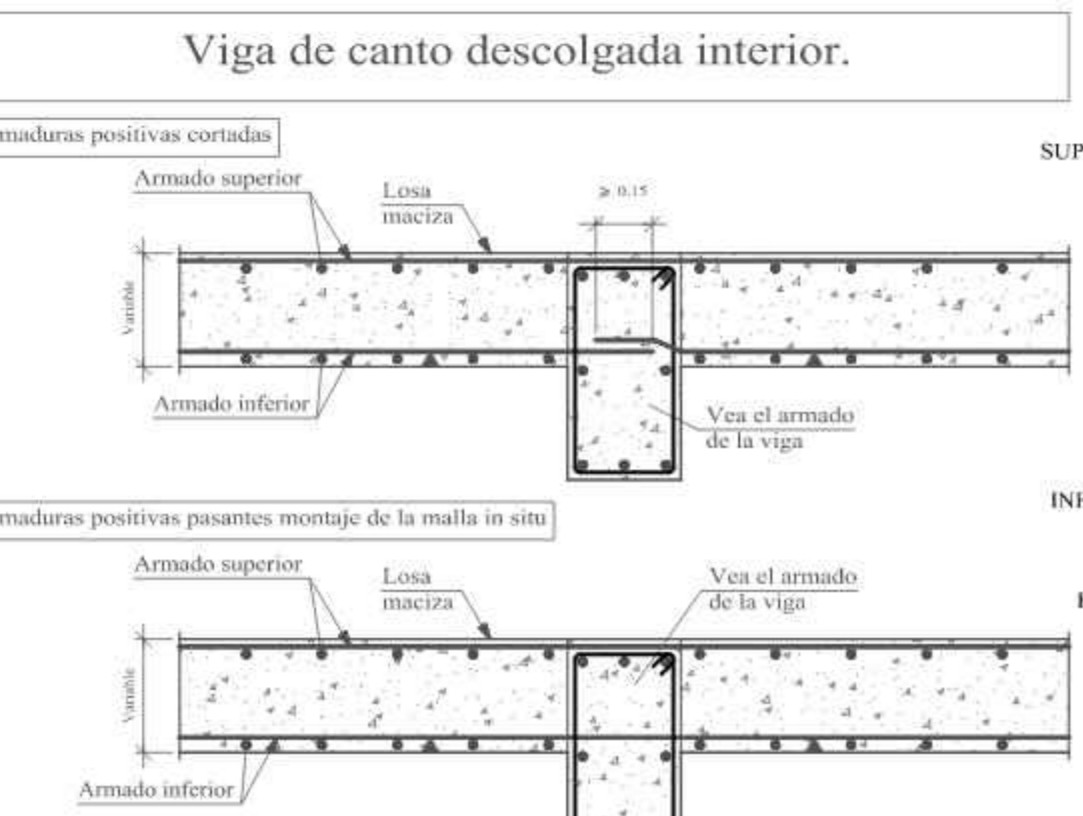 Viga de canto descolgada interior.
maduras positivas cortadas
SUP
Armado superior
Losa
maciza
≥ 0.15
Variable
Armado inferior
Vea el armado
de la viga
INF
maduras positivas pasantes montaje de la malla in situ
Armado superior
Losa
maciza
Vea el armado
de la viga
Variable
Armado inferior